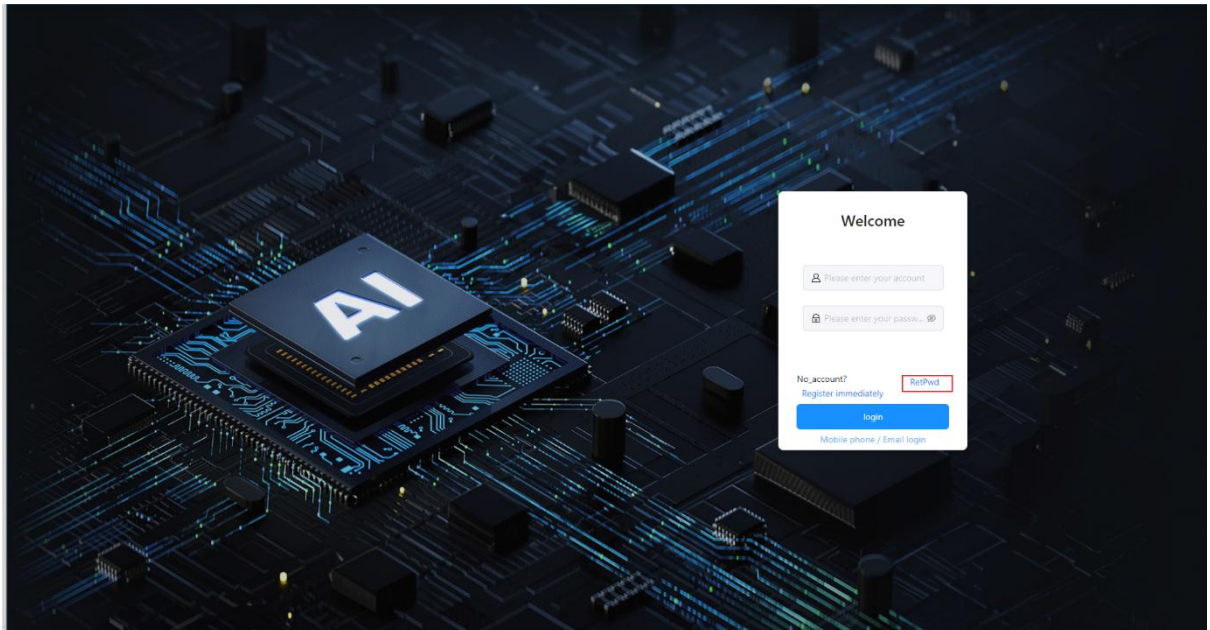 AI
Welcome
Please enter your account
Please enter your passw...
No_account?
RetPwd
Register immediately
login
Mobile phone / Email login